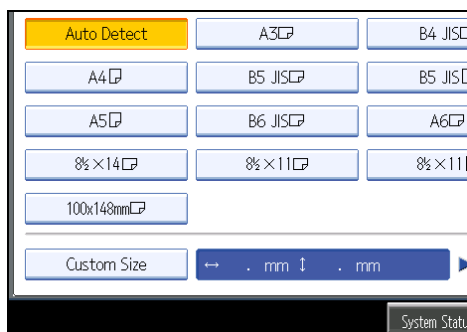 Auto Detect A3 B4 JIS
A4 B5 JIS B5 JIS
A5 B6 JIS A6
8½×14 8½×11 8½×11
100x148mm
Custom Size ↔ . mm ↕ . mm
System Statu